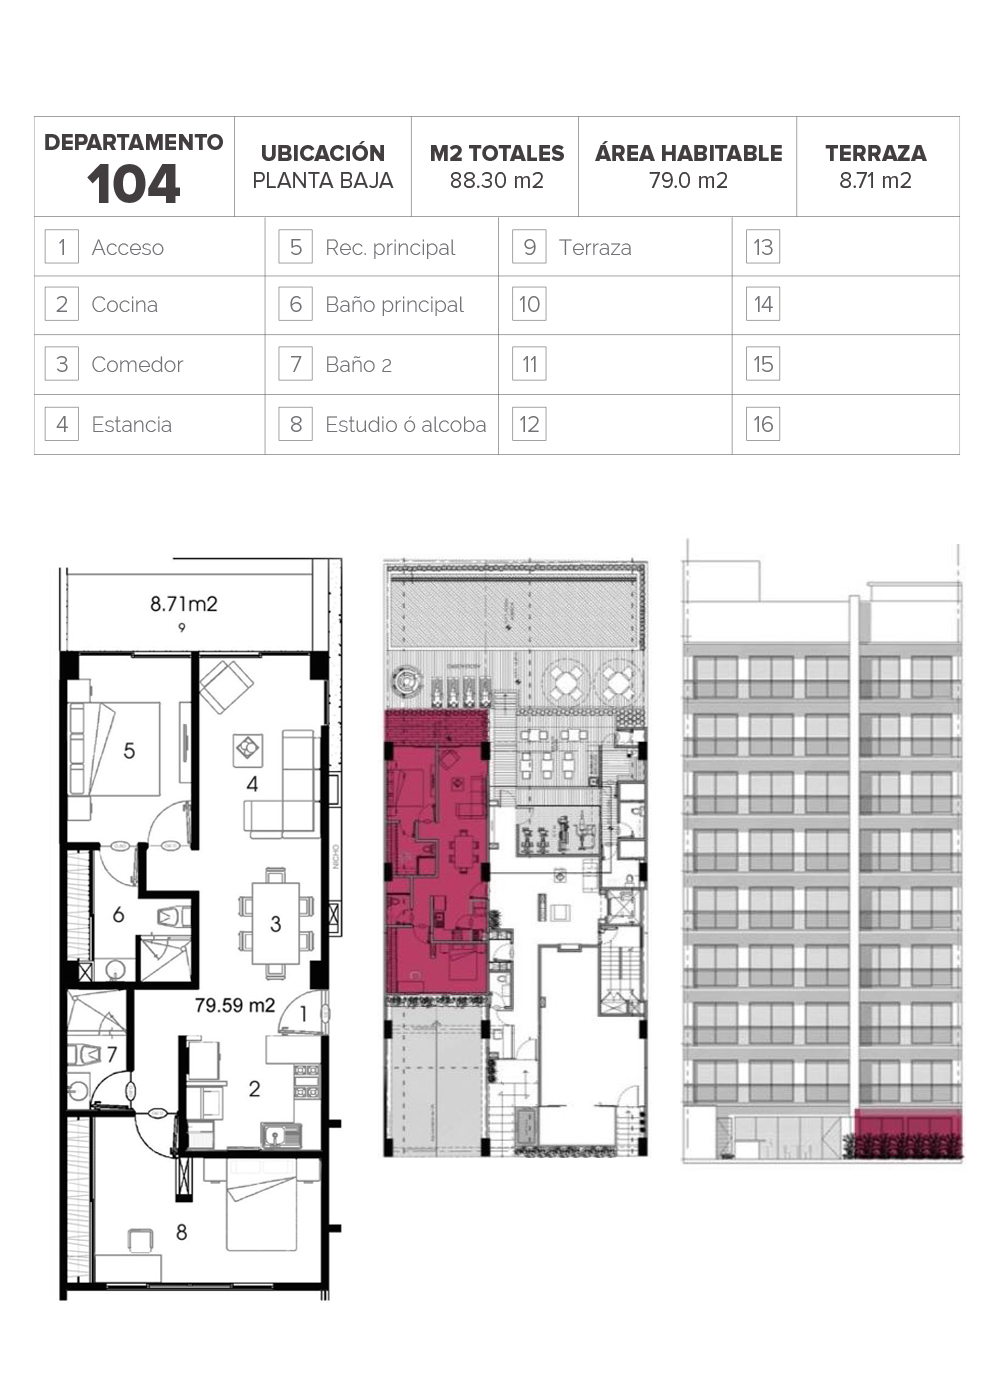 DEPARTAMENTO
104
UBICACIÓN
PLANTA BAJA
M2 TOTALES
88.30 m2
ÁREA HABITABLE
79.0 m2
TERRAZA
8.71 m2
1 Acceso
5 Rec. principal
9 Terraza
13
2 Cocina
6 Baño principal
10
14
3 Comedor
7 Baño 2
11
15
4 Estancia
8 Estudio ó alcoba
12
16
8.71m2
9
5
4
NICHO
6
3
79.59 m2
1
7
2
8